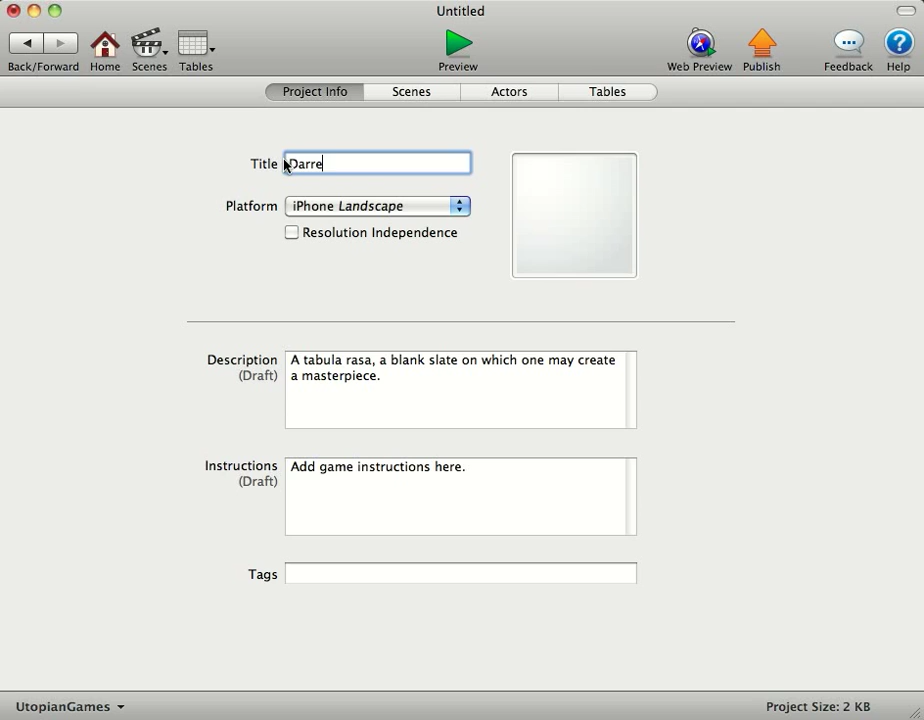 Untitled
Back/Forward Home Scenes Tables Preview Web Preview Publish Feedback Help
Project Info Scenes Actors Tables
Title Darre
Platform iPhone Landscape
Resolution Independence
Description A tabula rasa, a blank slate on which one may create
(Draft) a masterpiece.
Instructions Add game instructions here.
(Draft)
Tags
UtopianGames Project Size: 2 KB